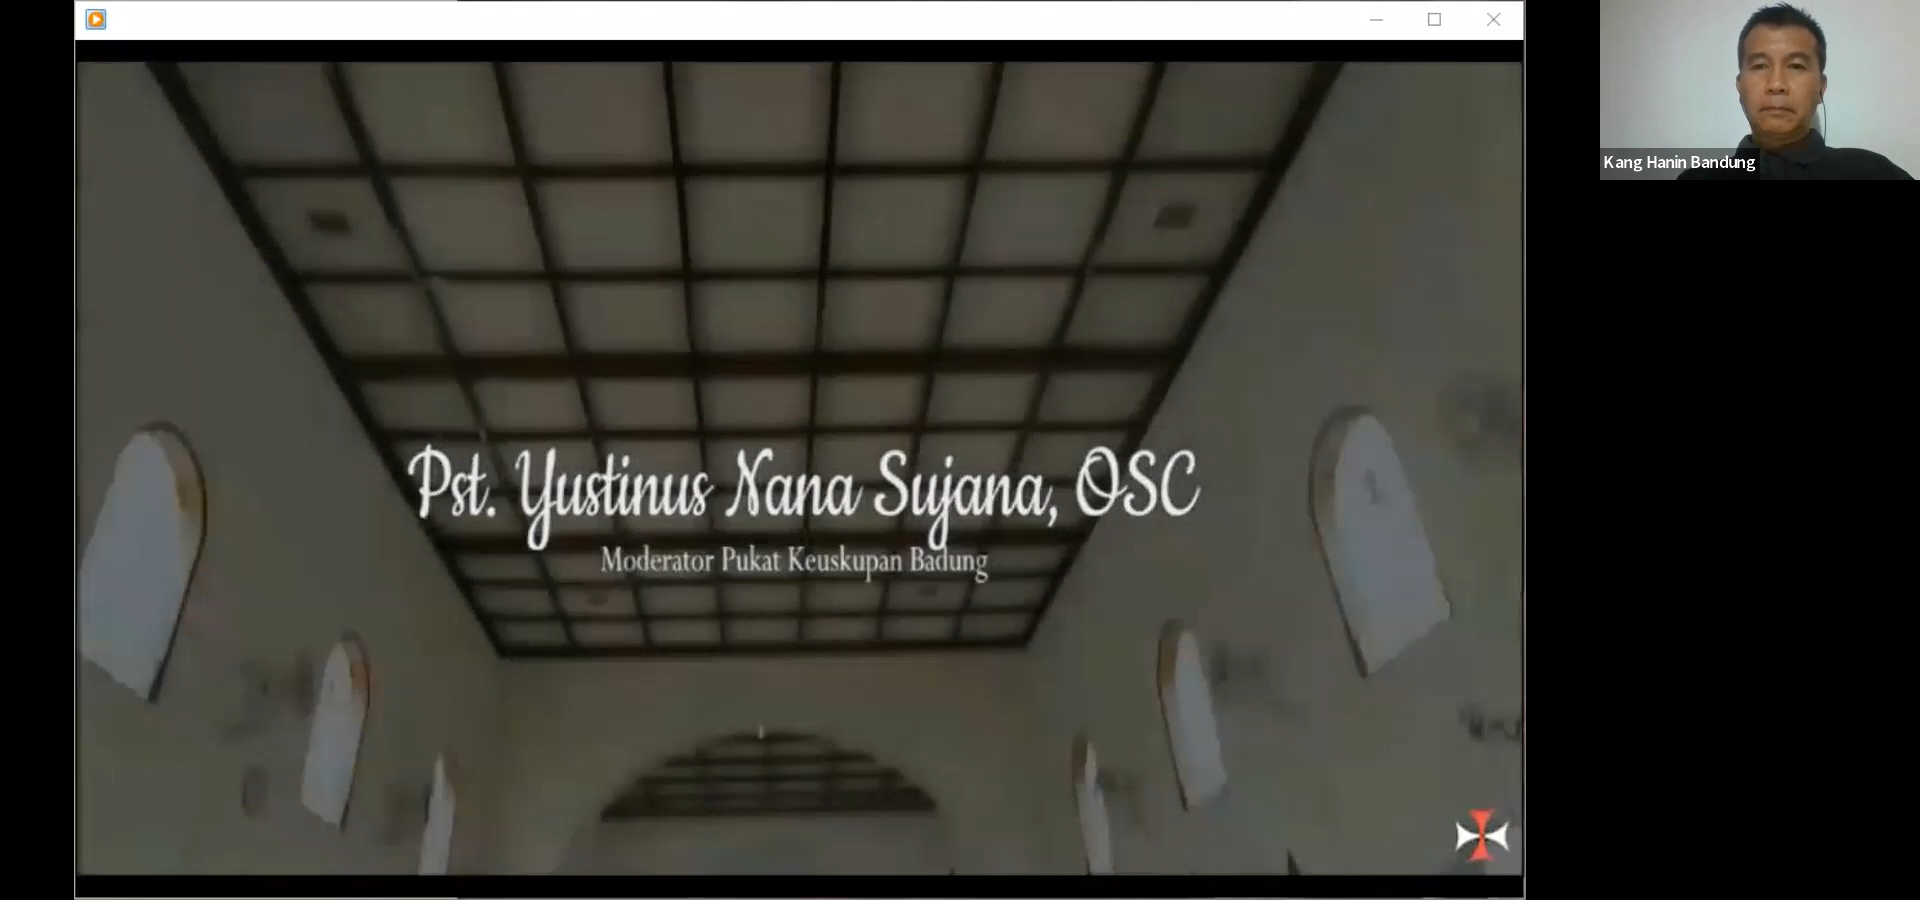 Pst. Yustinus Nana Sujana, OSC
Moderator Pukat Keuskupan Badung
Kang Hanin Bandung